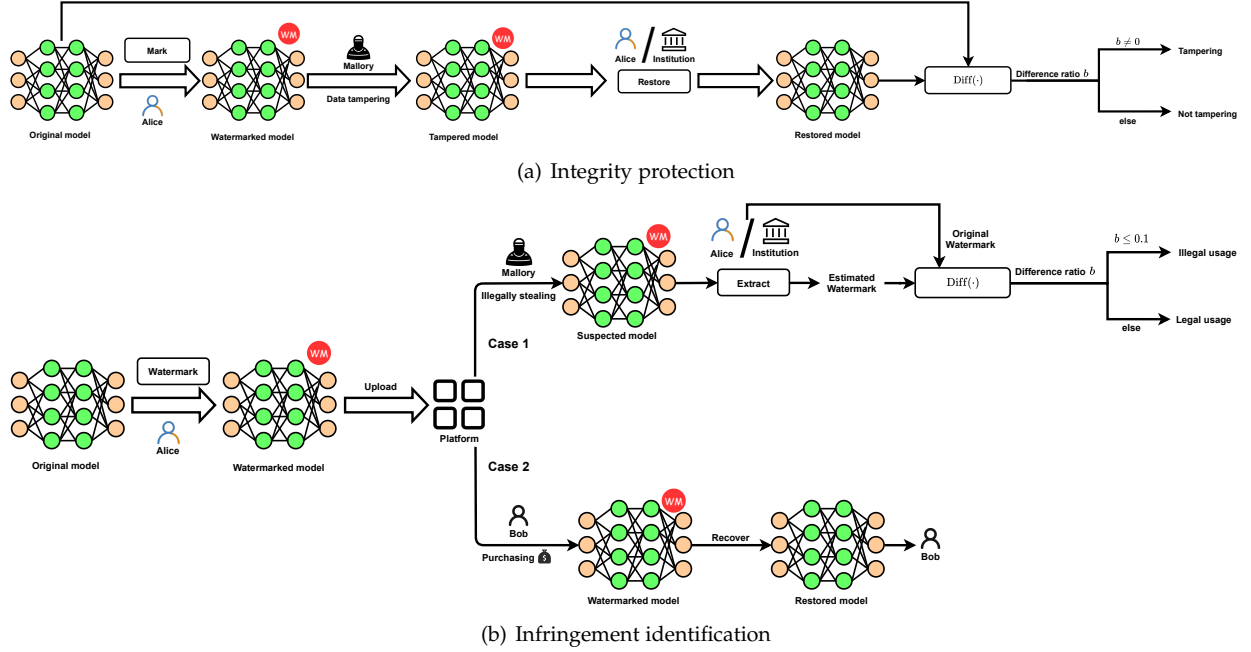 Mark
Alice
Original model
WM
Watermarked model
Mallory
Data tampering
WM
Tampered model
Alice
Institution
Restore
Restored model
Diff(·)
Difference ratio b
b ≠ 0
Tampering
else
Not tampering
(a) Integrity protection
Original model
Watermark
Alice
WM
Watermarked model
Upload
Platform
Case 1
Mallory
Illegally stealing
WM
Suspected model
Alice
Institution
Extract
Estimated
Watermark
Original
Watermark
Diff(·)
Difference ratio b
b ≤ 0.1
Illegal usage
else
Legal usage
Case 2
Bob
Purchasing
$
WM
Watermarked model
Recover
Restored model
Bob
(b) Infringement identification